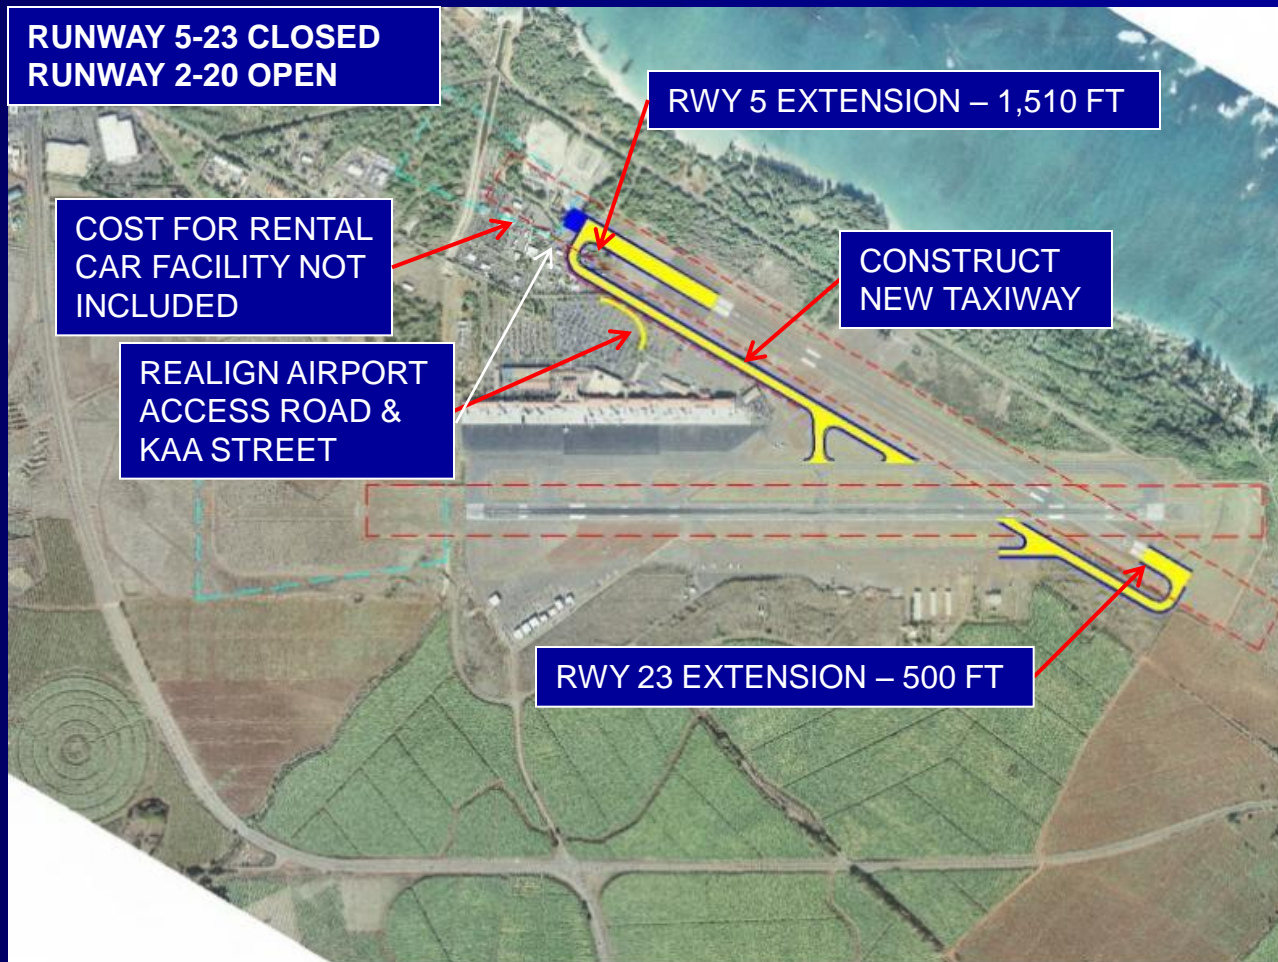 RUNWAY 5-23 CLOSED
RUNWAY 2-20 OPEN
RWY 5 EXTENSION – 1,510 FT
COST FOR RENTAL
CAR FACILITY NOT
INCLUDED
CONSTRUCT
NEW TAXIWAY
REALIGN AIRPORT
ACCESS ROAD &
KAA STREET
RWY 23 EXTENSION – 500 FT